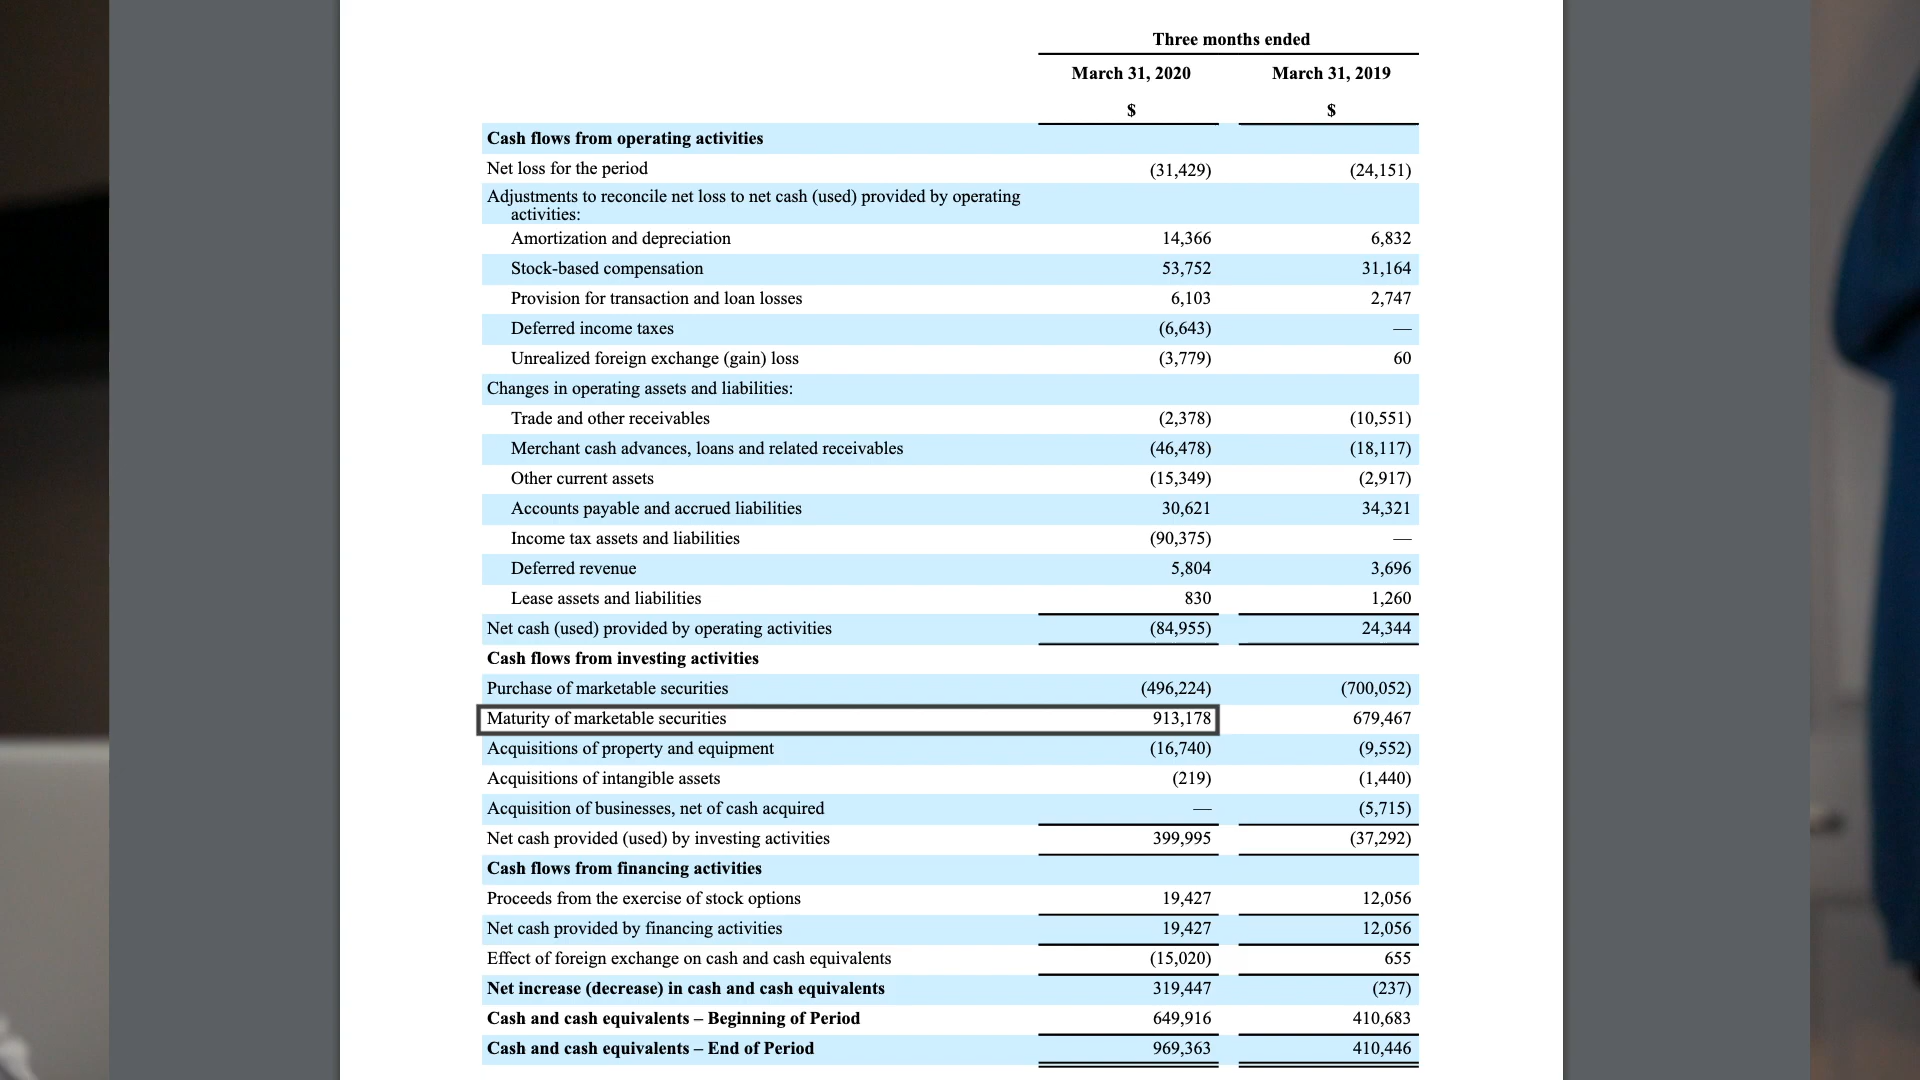 Three months ended
March 31, 2020 March 31, 2019
$ $
Cash flows from operating activities
Net loss for the period (31,429) (24,151)
Adjustments to reconcile net loss to net cash (used) provided by operating
activities:
Amortization and depreciation 14,366 6,832
Stock-based compensation 53,752 31,164
Provision for transaction and loan losses 6,103 2,747
Deferred income taxes (6,643) —
Unrealized foreign exchange (gain) loss (3,779) 60
Changes in operating assets and liabilities:
Trade and other receivables (2,378) (10,551)
Merchant cash advances, loans and related receivables (46,478) (18,117)
Other current assets (15,349) (2,917)
Accounts payable and accrued liabilities 30,621 34,321
Income tax assets and liabilities (90,375) —
Deferred revenue 5,804 3,696
Lease assets and liabilities 830 1,260
Net cash (used) provided by operating activities (84,955) 24,344
Cash flows from investing activities
Purchase of marketable securities (496,224) (700,052)
Maturity of marketable securities 913,178 679,467
Acquisitions of property and equipment (16,740) (9,552)
Acquisitions of intangible assets (219) (1,440)
Acquisition of businesses, net of cash acquired — (5,715)
Net cash provided (used) by investing activities 399,995 (37,292)
Cash flows from financing activities
Proceeds from the exercise of stock options 19,427 12,056
Net cash provided by financing activities 19,427 12,056
Effect of foreign exchange on cash and cash equivalents (15,020) 655
Net increase (decrease) in cash and cash equivalents 319,447 (237)
Cash and cash equivalents – Beginning of Period 649,916 410,683
Cash and cash equivalents – End of Period 969,363 410,446